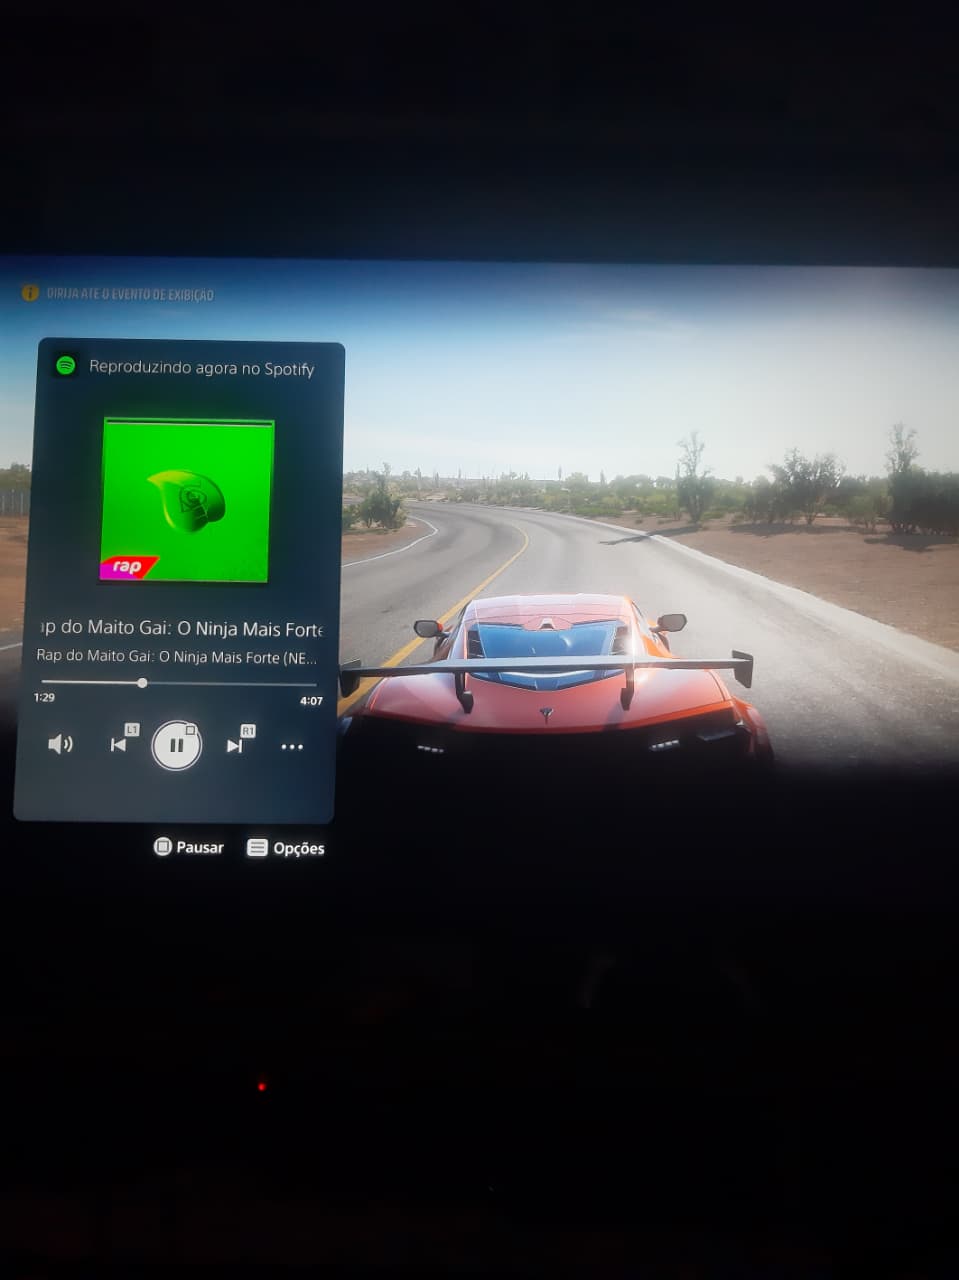 DIRIJA ATÉ O EVENTO DE EXIBIÇÃO
Reproduzindo agora no Spotify
rap
ap do Maito Gai: O Ninja Mais Forte
Rap do Maito Gai: O Ninja Mais Forte (NE...
1:29
4:07
L1
R1
Pausar
Opções